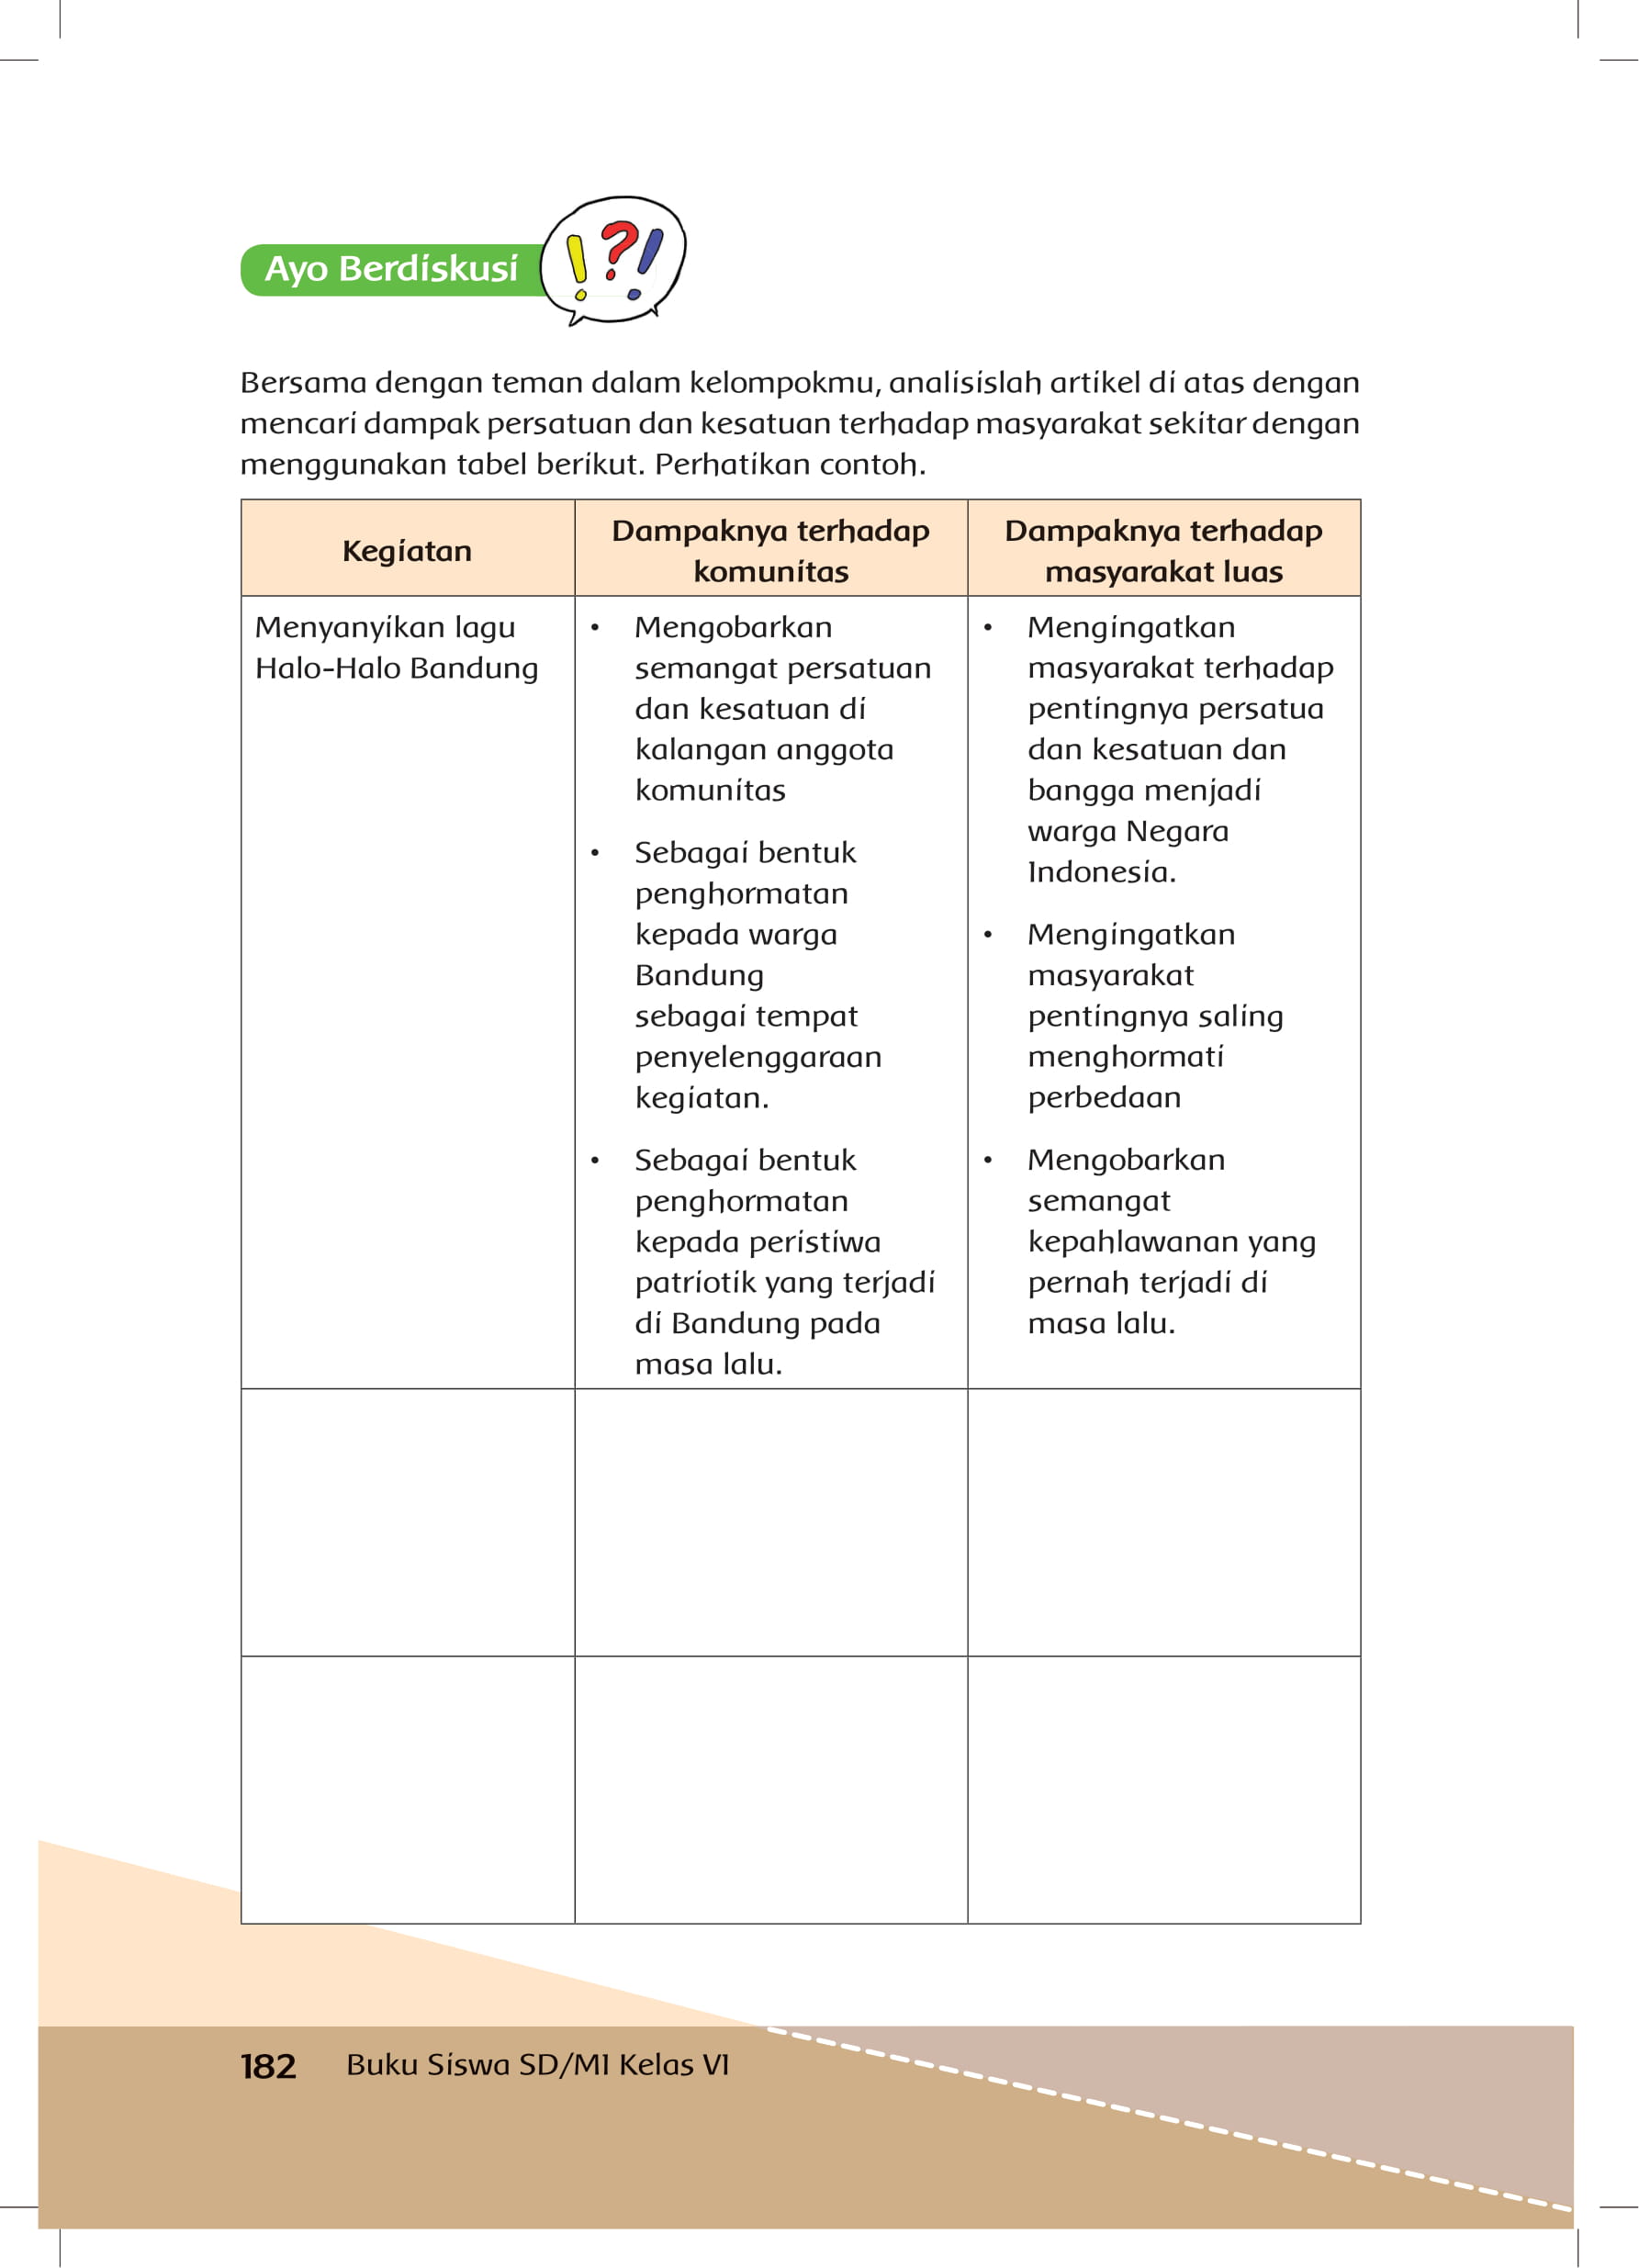 Ayo Berdiskusi
Bersama dengan teman dalam kelompokmu, analisislah artikel di atas dengan
mencari dampak persatuan dan kesatuan terhadap masyarakat sekitar dengan
menggunakan tabel berikut. Perhatikan contoh.
Kegiatan
Dampaknya terhadap
komunitas
Dampaknya terhadap
masyarakat luas
Menyanyikan lagu
Halo-Halo Bandung
• Mengobarkan
semangat persatuan
dan kesatuan di
kalangan anggota
komunitas
• Sebagai bentuk
penghormatan
kepada warga
Bandung
sebagai tempat
penyelenggaraan
kegiatan.
• Sebagai bentuk
penghormatan
kepada peristiwa
patriotik yang terjadi
di Bandung pada
masa lalu.
• Mengingatkan
masyarakat terhadap
pentingnya persatua
dan kesatuan dan
bangga menjadi
warga Negara
Indonesia.
• Mengingatkan
masyarakat
pentingnya saling
menghormati
perbedaan
• Mengobarkan
semangat
kepahlawanan yang
pernah terjadi di
masa lalu.
182 Buku Siswa SD/MI Kelas VI